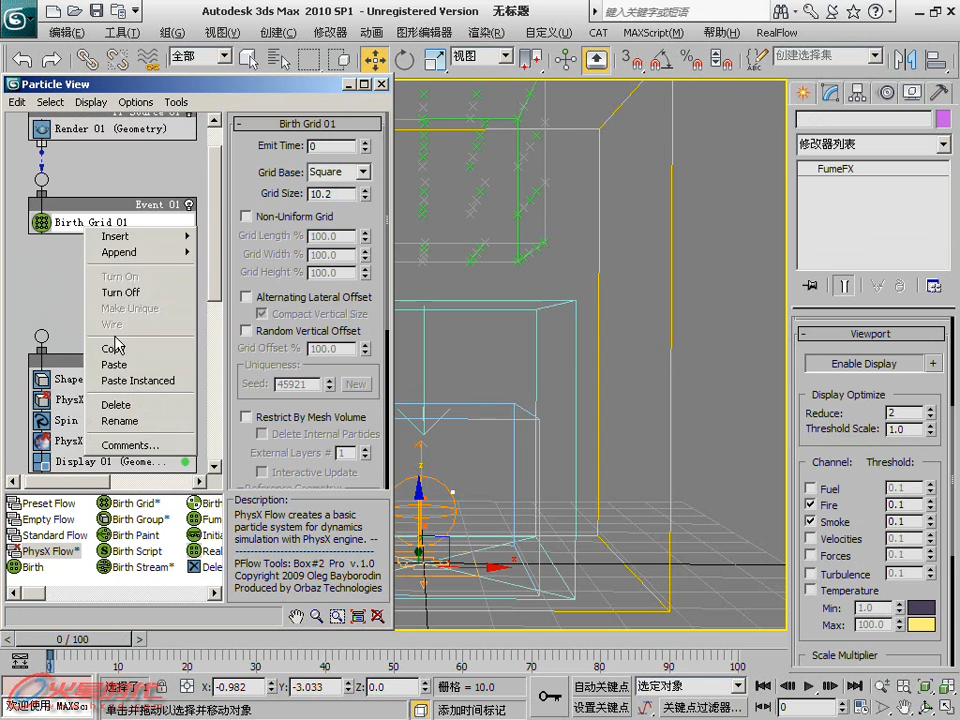 Autodesk 3ds Max 2010 SP1 - Unregistered Version 无标题
键入关键字或短语
编辑(E) 工具(T) 组(G) 视图(V) 创建(C) 修改器 动画 图形编辑器 渲染(R) 自定义(U) CAT MAXScript(M) 帮助(H) RealFlow
全部
视图
创建选择集
Particle View
Edit Select Display Options Tools
Render 01 (Geometry)
Event 01
Birth Grid 01
Insert
Append
Turn On
Turn Off
Make Unique
Wire
Copy
Paste
Paste Instanced
Delete
Rename
Comments...
Shape
PhysX
Spin
PhysX
Display 01 (Geome...
Birth Grid 01
Emit Time: 0
Grid Base: Square
Grid Size: 10.2
Non-Uniform Grid
Grid Length % 100.0
Grid Width % 100.0
Grid Height % 100.0
Alternating Lateral Offset
Compact Vertical Size
Random Vertical Offset
Grid Offset % 100.0
Uniqueness:
Seed: 45921 New
Restrict By Mesh Volume
Delete Internal Particles
External Layers # 1
Interactive Update
Preset Flow Birth Grid* Birth
Empty Flow Birth Group* Fum
Standard Flow Birth Paint Initia
PhysX Flow* Birth Script Real
Birth Birth Stream* Dele
Description:
PhysX Flow creates a basic
particle system for dynamics
simulation with PhysX engine. --
PFlow Tools: Box#2 Pro v.1.0
Copyright 2009 Oleg Bayborodin
Produced by Orbaz Technologies
z
x
修改器列表
FumeFX
Viewport
Enable Display +
Display Optimize
Reduce: 2
Threshold Scale: 1.0
Channel: Threshold:
Fuel 0.1
Fire 0.1
Smoke 0.1
Velocities 0.1
Forces 0.1
Turbulence 0.1
Temperature
Min: 1.0
Max: 100.0
Scale Multiplier
0 / 100
0 10 20 30 40 50 60 70 80 90 100
选择了 X: -0.982 Y: -3.033 Z: 0.0 栅格 = 10.0 自动关键点 选定对象
欢迎使用 MAXSc 单击并拖动以选择并移动对象 添加时间标记 设置关键点 关键点过滤器... 0